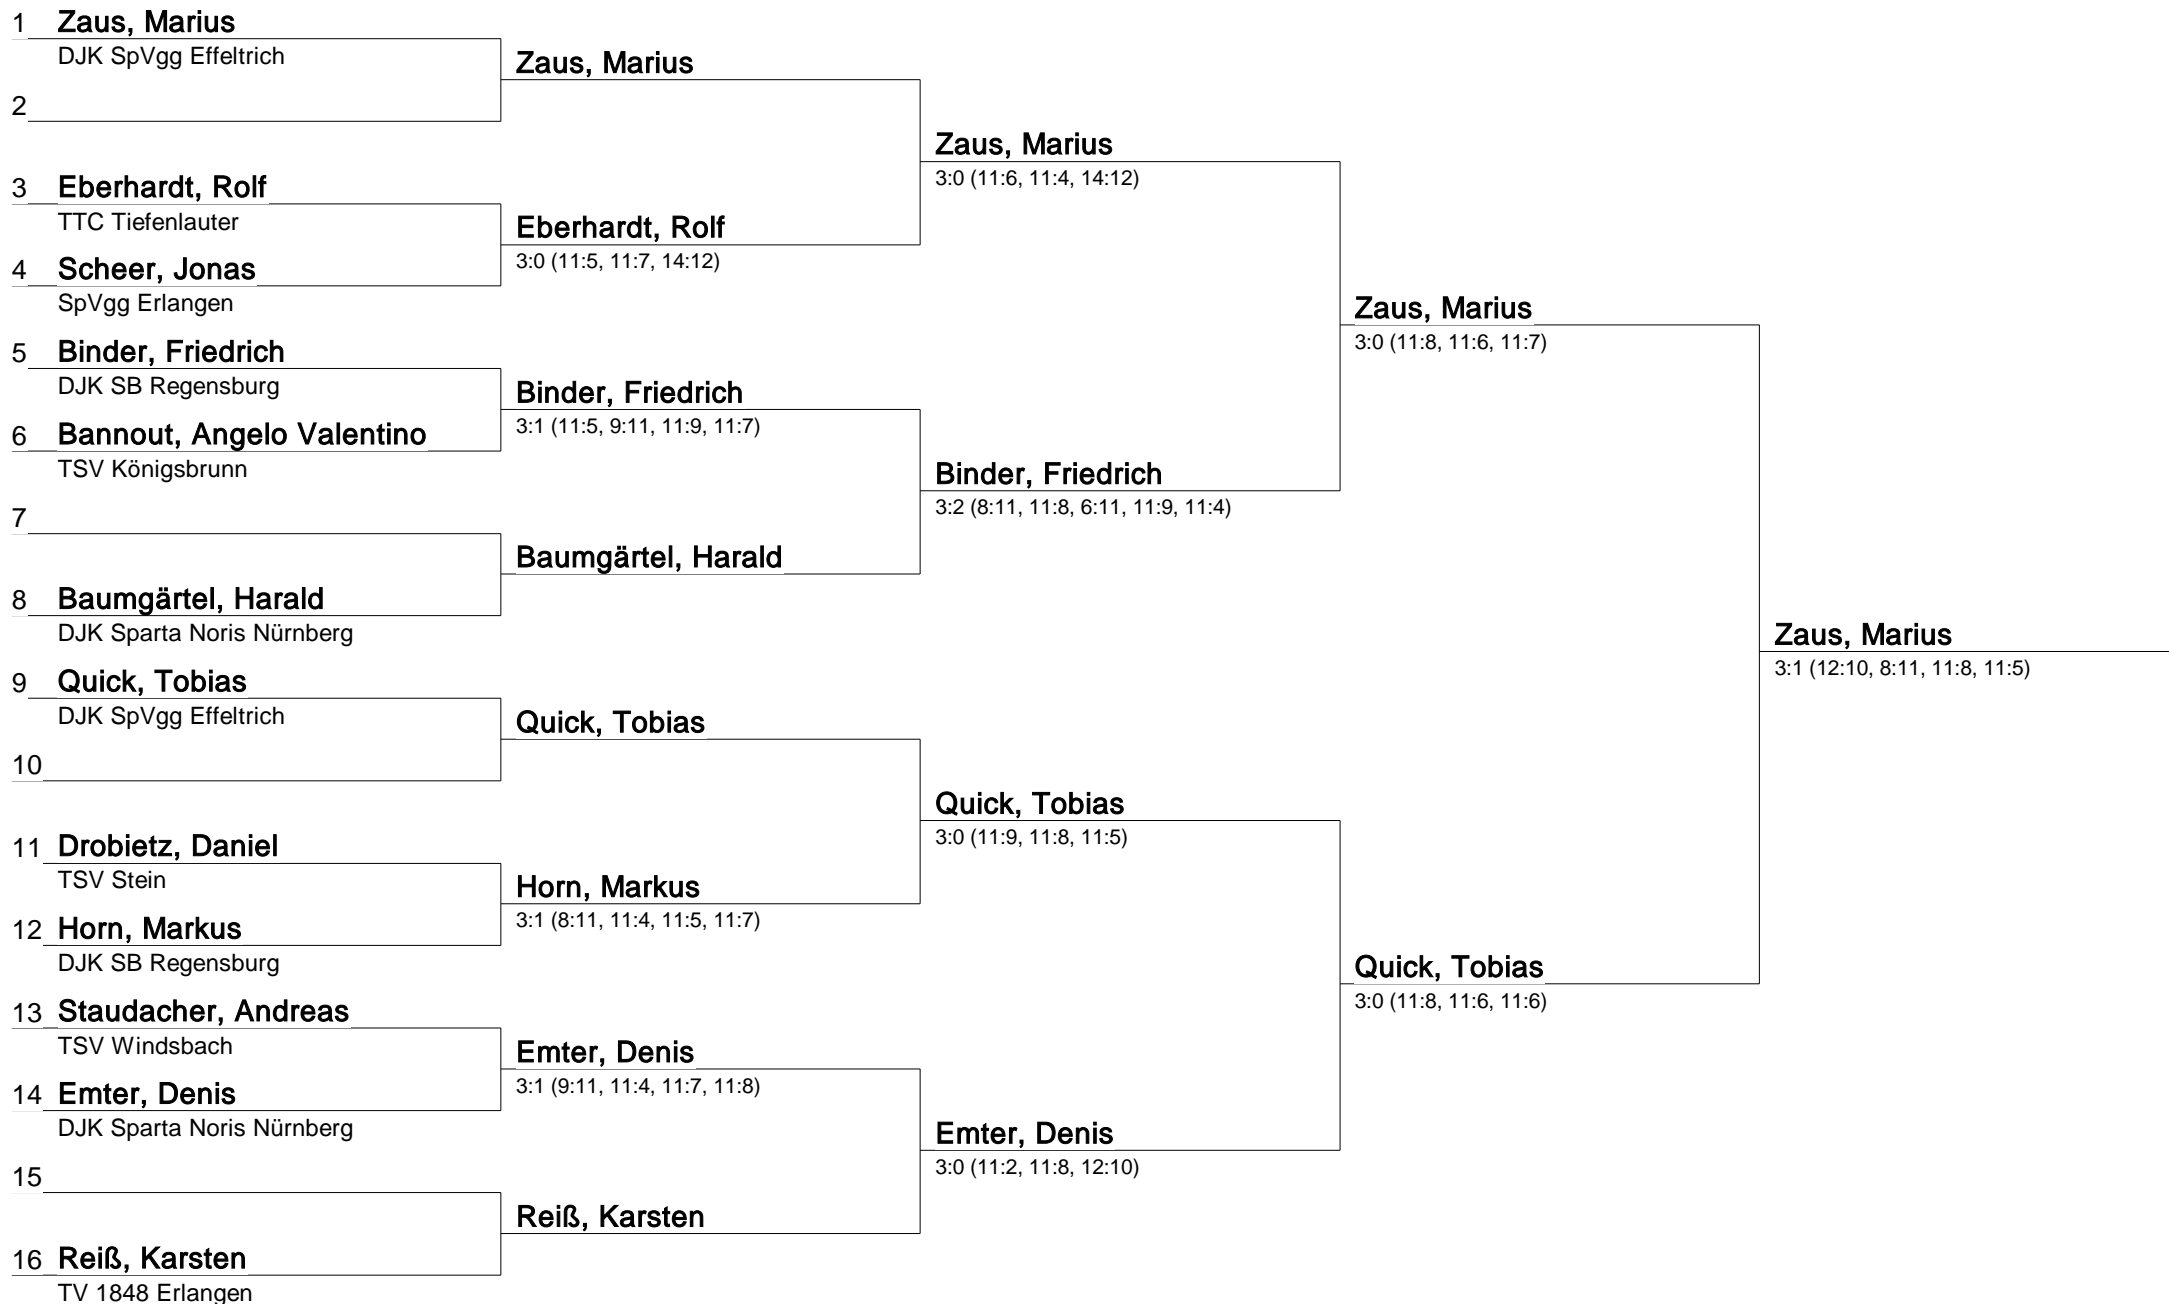 1 Zaus, Marius
DJK SpVgg Effeltrich
2
3 Eberhardt, Rolf
TTC Tiefenlauter
4 Scheer, Jonas
SpVgg Erlangen
5 Binder, Friedrich
DJK SB Regensburg
6 Bannout, Angelo Valentino
TSV Königsbrunn
7
8 Baumgärtel, Harald
DJK Sparta Noris Nürnberg
9 Quick, Tobias
DJK SpVgg Effeltrich
10
11 Drobietz, Daniel
TSV Stein
12 Horn, Markus
DJK SB Regensburg
13 Staudacher, Andreas
TSV Windsbach
14 Emter, Denis
DJK Sparta Noris Nürnberg
15
16 Reiß, Karsten
TV 1848 Erlangen
Zaus, Marius
Eberhardt, Rolf
3:0 (11:5, 11:7, 14:12)
Binder, Friedrich
3:1 (11:5, 9:11, 11:9, 11:7)
Baumgärtel, Harald
Quick, Tobias
Horn, Markus
3:1 (8:11, 11:4, 11:5, 11:7)
Emter, Denis
3:1 (9:11, 11:4, 11:7, 11:8)
Reiß, Karsten
Zaus, Marius
3:0 (11:6, 11:4, 14:12)
Binder, Friedrich
3:2 (8:11, 11:8, 6:11, 11:9, 11:4)
Quick, Tobias
3:0 (11:9, 11:8, 11:5)
Emter, Denis
3:0 (11:2, 11:8, 12:10)
Zaus, Marius
3:0 (11:8, 11:6, 11:7)
Quick, Tobias
3:0 (11:8, 11:6, 11:6)
Zaus, Marius
3:1 (12:10, 8:11, 11:8, 11:5)